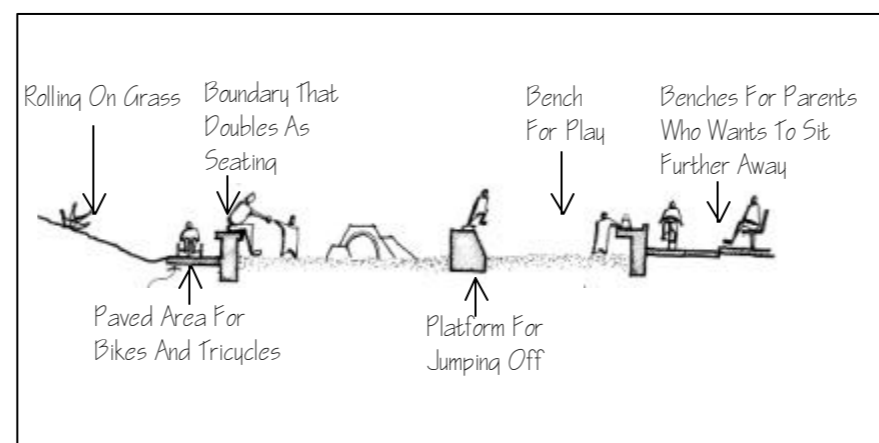 Rolling On Grass
Boundary That
Doubles As
Seating
Bench
For Play
Benches For Parents
Who Wants To Sit
Further Away
Paved Area For
Bikes And Tricycles
Platform For
Jumping Off